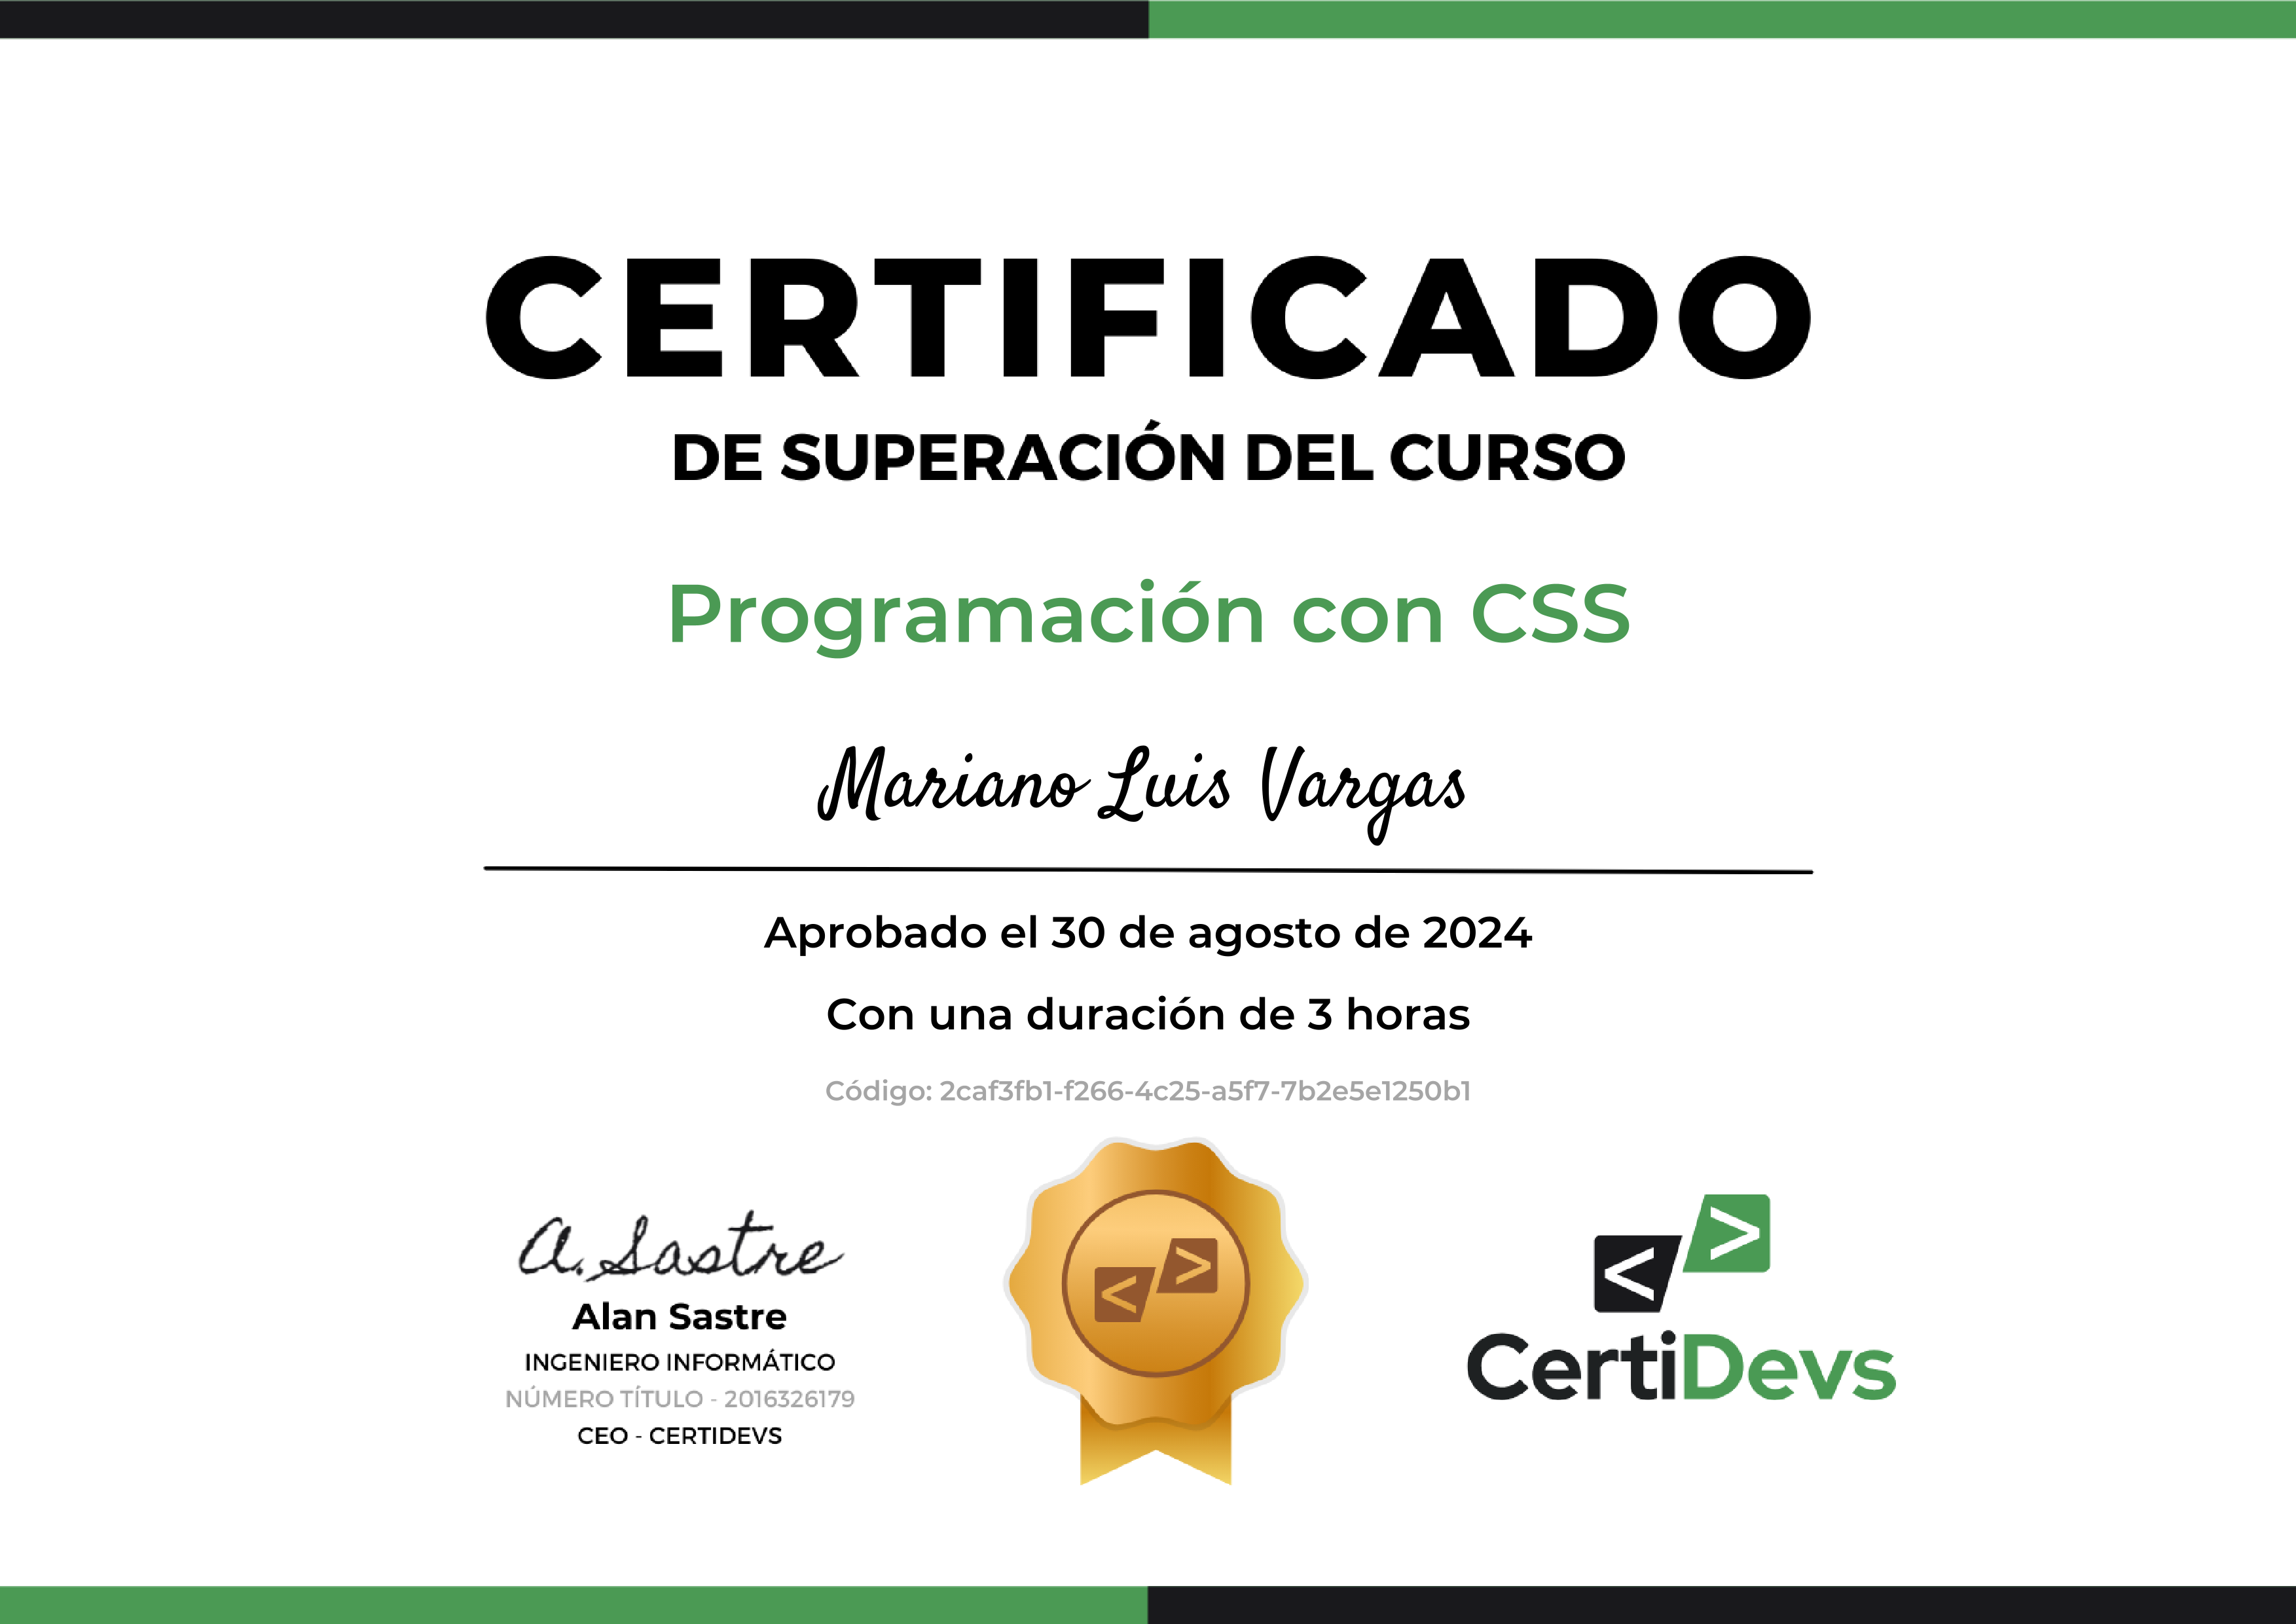 CERTIFICADO
DE SUPERACIÓN DEL CURSO
Programación con CSS
Mariano Luis Vargas
Aprobado el 30 de agosto de 2024
Con una duración de 3 horas
Código: 2caf3fb1-f266-4c25-a5f7-7b2e5e1250b1
A. Sastre
Alan Sastre
INGENIERO INFORMÁTICO
NÚMERO TÍTULO - 2016326179
CEO - CERTIDEVS
< >
< >
CertiDevs